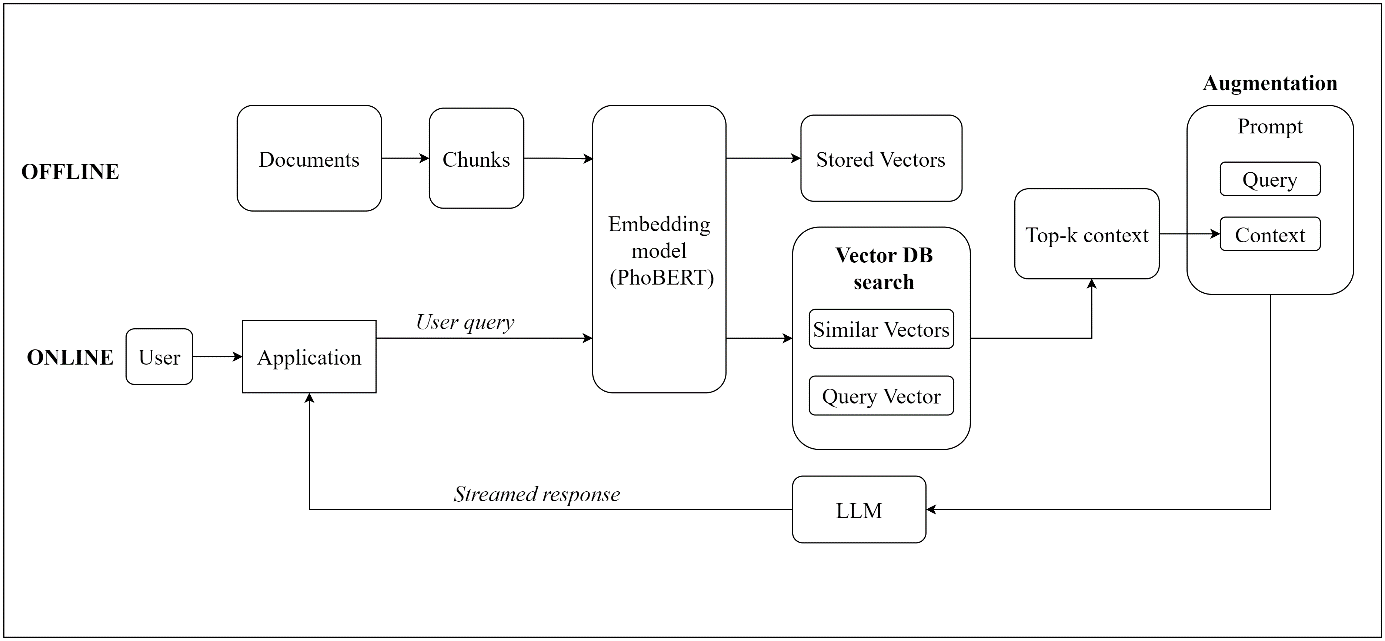 Augmentation
Prompt
Documents
Chunks
Stored Vectors
OFFLINE
Query
Embedding
model
(PhoBERT)
Top-k context
Context
Vector DB
search
User query
Similar Vectors
ONLINE
User
Application
Query Vector
Streamed response
LLM